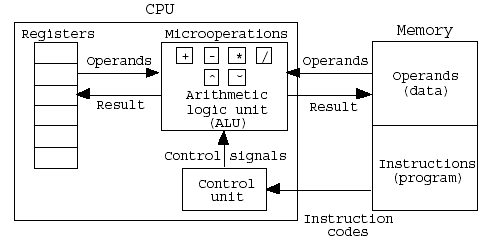 CPU
Registers
Microoperations
Memory
+ - * /
Operands
Operands
Operands
(data)
^ ˘
Arithmetic
logic unit
(ALU)
Result
Result
Control signals
Instructions
(program)
Control
unit
Instruction
codes